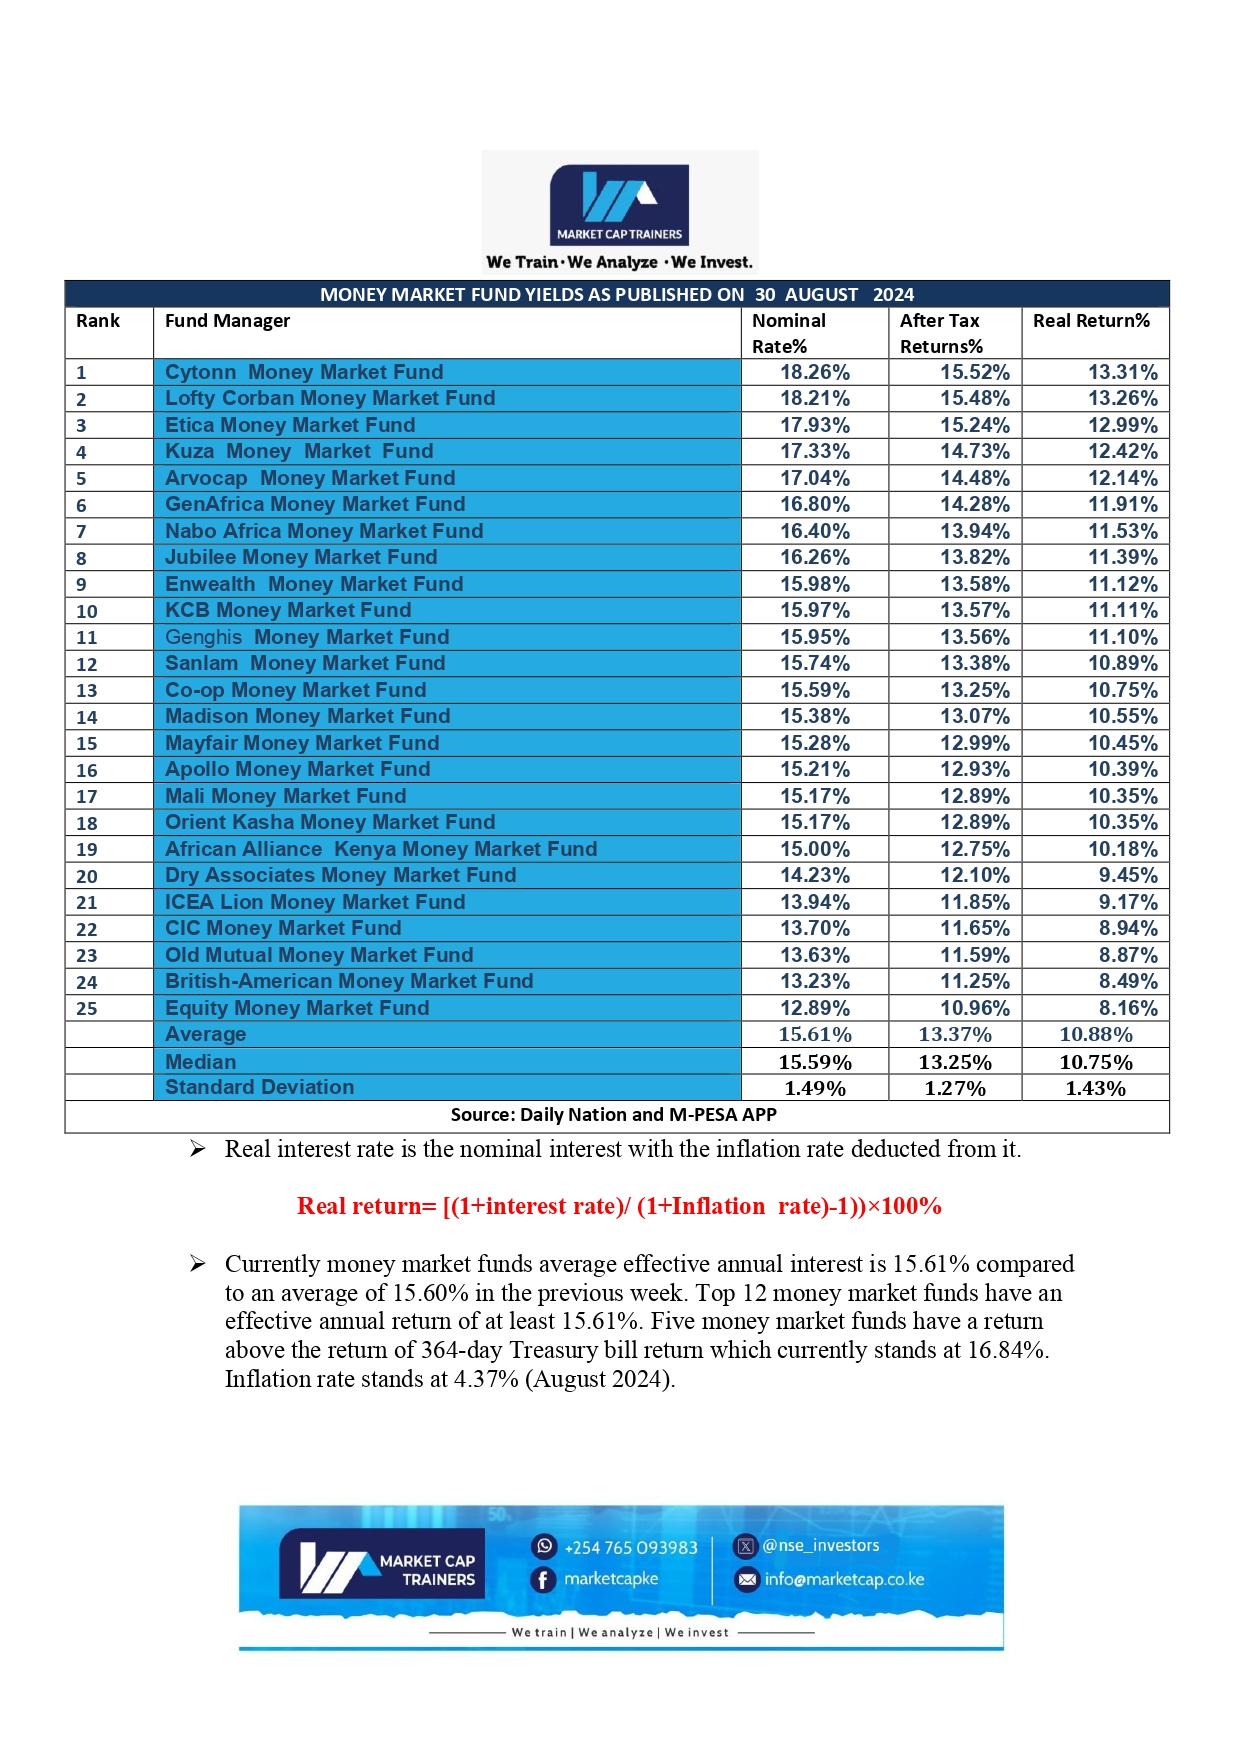 MARKET CAP TRAINERS
We Train·We Analyze ·We Invest.
MONEY MARKET FUND YIELDS AS PUBLISHED ON 30 AUGUST 2024
Rank Fund Manager Nominal Rate% After Tax Returns% Real Return%
1 Cytonn Money Market Fund 18.26% 15.52% 13.31%
2 Lofty Corban Money Market Fund 18.21% 15.48% 13.26%
3 Etica Money Market Fund 17.93% 15.24% 12.99%
4 Kuza Money Market Fund 17.33% 14.73% 12.42%
5 Arvocap Money Market Fund 17.04% 14.48% 12.14%
6 GenAfrica Money Market Fund 16.80% 14.28% 11.91%
7 Nabo Africa Money Market Fund 16.40% 13.94% 11.53%
8 Jubilee Money Market Fund 16.26% 13.82% 11.39%
9 Enwealth Money Market Fund 15.98% 13.58% 11.12%
10 KCB Money Market Fund 15.97% 13.57% 11.11%
11 Genghis Money Market Fund 15.95% 13.56% 11.10%
12 Sanlam Money Market Fund 15.74% 13.38% 10.89%
13 Co-op Money Market Fund 15.59% 13.25% 10.75%
14 Madison Money Market Fund 15.38% 13.07% 10.55%
15 Mayfair Money Market Fund 15.28% 12.99% 10.45%
16 Apollo Money Market Fund 15.21% 12.93% 10.39%
17 Mali Money Market Fund 15.17% 12.89% 10.35%
18 Orient Kasha Money Market Fund 15.17% 12.89% 10.35%
19 African Alliance Kenya Money Market Fund 15.00% 12.75% 10.18%
20 Dry Associates Money Market Fund 14.23% 12.10% 9.45%
21 ICEA Lion Money Market Fund 13.94% 11.85% 9.17%
22 CIC Money Market Fund 13.70% 11.65% 8.94%
23 Old Mutual Money Market Fund 13.63% 11.59% 8.87%
24 British-American Money Market Fund 13.23% 11.25% 8.49%
25 Equity Money Market Fund 12.89% 10.96% 8.16%
Average 15.61% 13.37% 10.88%
Median 15.59% 13.25% 10.75%
Standard Deviation 1.49% 1.27% 1.43%
Source: Daily Nation and M-PESA APP
➢ Real interest rate is the nominal interest with the inflation rate deducted from it.
Real return= [(1+interest rate)/ (1+Inflation rate)-1))×100%
➢ Currently money market funds average effective annual interest is 15.61% compared
to an average of 15.60% in the previous week. Top 12 money market funds have an
effective annual return of at least 15.61%. Five money market funds have a return
above the return of 364-day Treasury bill return which currently stands at 16.84%.
Inflation rate stands at 4.37% (August 2024).
50%
MARKET CAP
TRAINERS
+254 765 093983
marketcapke
@nse_investors
info@marketcap.co.ke
We train | We analyze | We invest